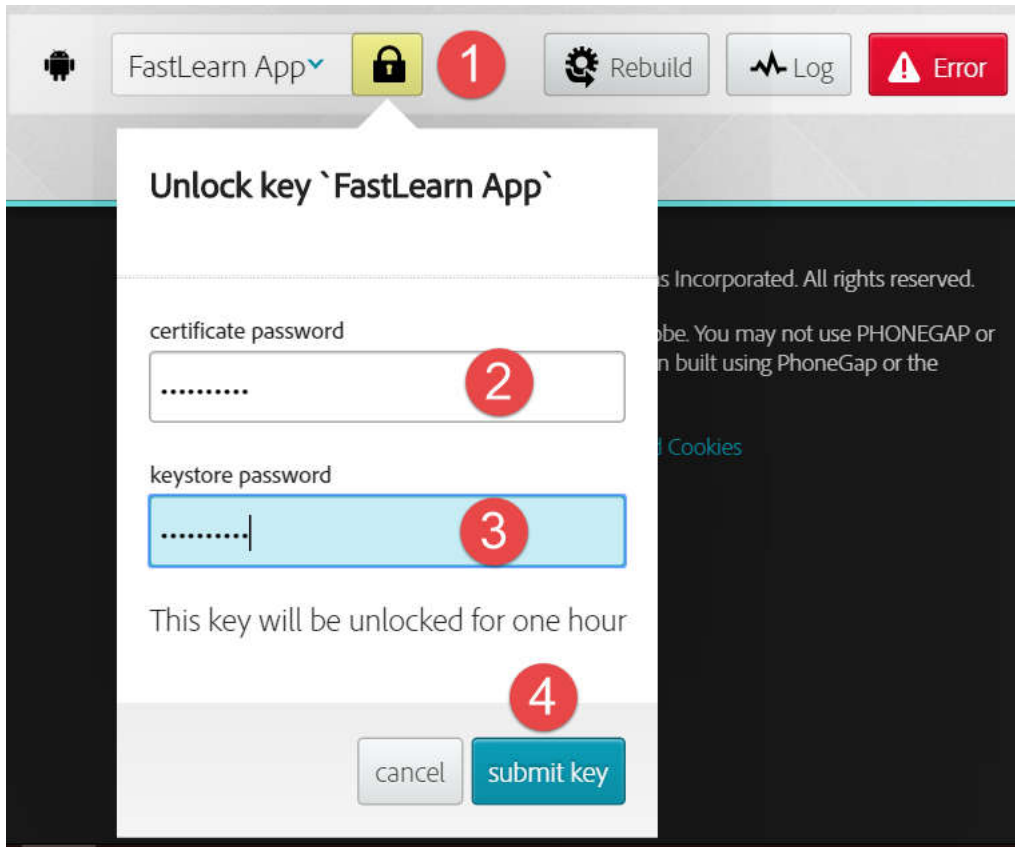 FastLearn App
1
Rebuild
Log
Error
Unlock key `FastLearn App`
s Incorporated. All rights reserved.
certificate password
obe. You may not use PHONEGAP or
2
n built using PhoneGap or the
..........
d Cookies
keystore password
..........
3
This key will be unlocked for one hour
4
cancel
submit key